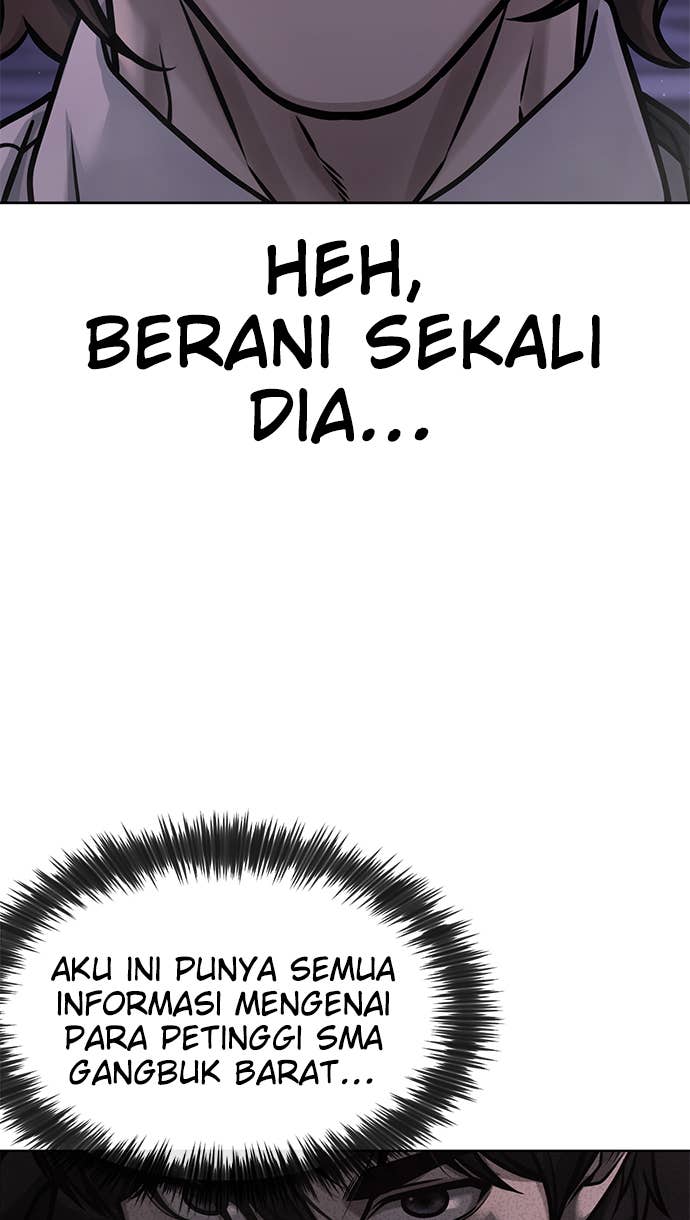 HEH,
BERANI SEKALI
DIA...
AKU INI PUNYA SEMUA
INFORMASI MENGENAI
PARA PETINGGI SMA
GANGBUK BARAT...